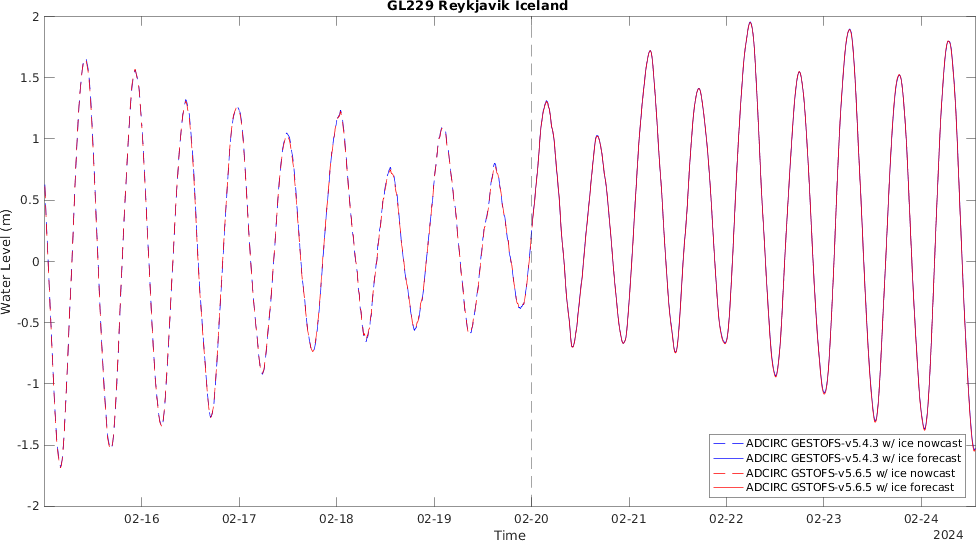 GL229 Reykjavik Iceland
Water Level (m)
2
1.5
1
0.5
0
-0.5
-1
-1.5
-2
ADCIRC GESTOFS-v5.4.3 w/ ice nowcast
ADCIRC GESTOFS-v5.4.3 w/ ice forecast
ADCIRC GSTOFS-v5.6.5 w/ ice nowcast
ADCIRC GSTOFS-v5.6.5 w/ ice forecast
02-16 02-17 02-18 02-19 02-20 02-21 02-22 02-23 02-24
Time
2024